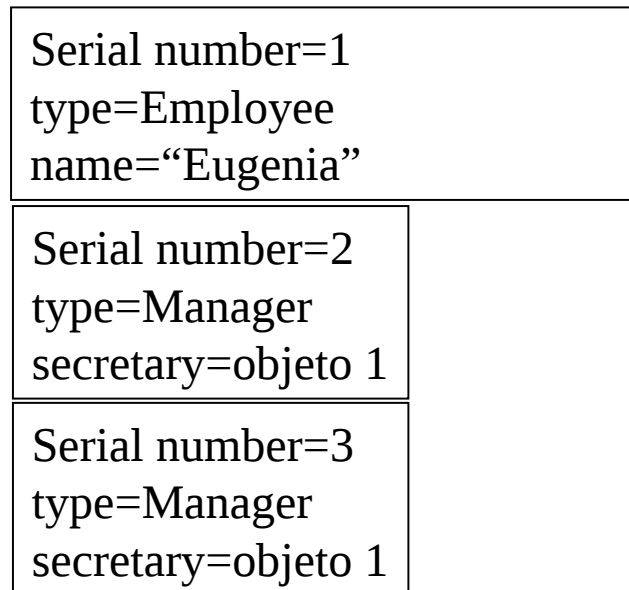 Serial number=1
type=Employee
name=“Eugenia”
Serial number=2
type=Manager
secretary=objeto 1
Serial number=3
type=Manager
secretary=objeto 1